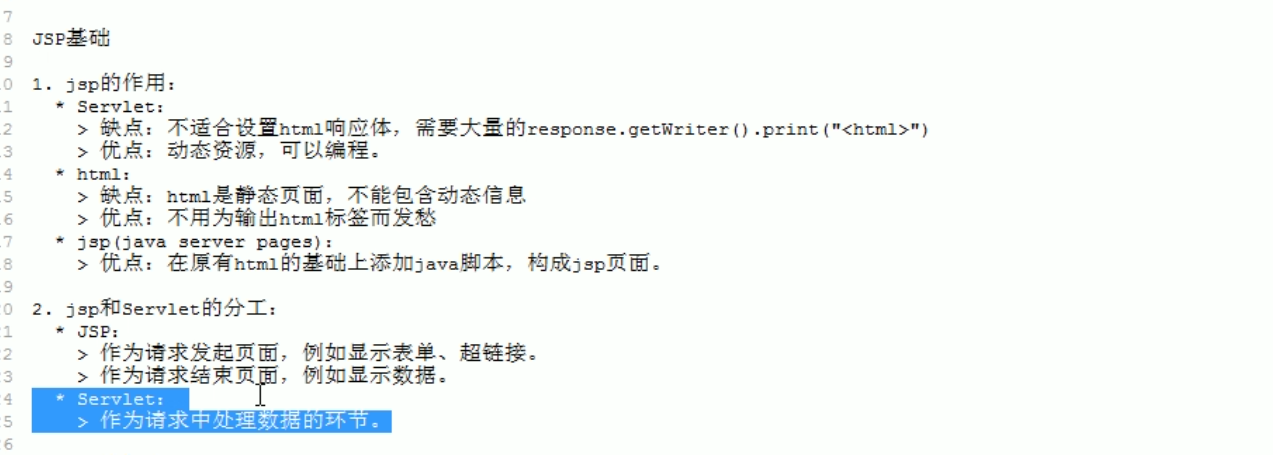 7
8 JSP基础
9
0 1. jsp的作用：
1 * Servlet：
2 > 缺点：不适合设置html响应体，需要大量的response.getWriter().print("<html>")
3 > 优点：动态资源，可以编程。
4 * html：
5 > 缺点：html是静态页面，不能包含动态信息
6 > 优点：不用为输出html标签而发愁
7 * jsp(java server pages)：
8 > 优点：在原有html的基础上添加java脚本，构成jsp页面。
9
0 2. jsp和Servlet的分工：
1 * JSP：
2 > 作为请求发起页面，例如显示表单、超链接。
3 > 作为请求结束页面，例如显示数据。
4 * Servlet：
5 > 作为请求中处理数据的环节。
6